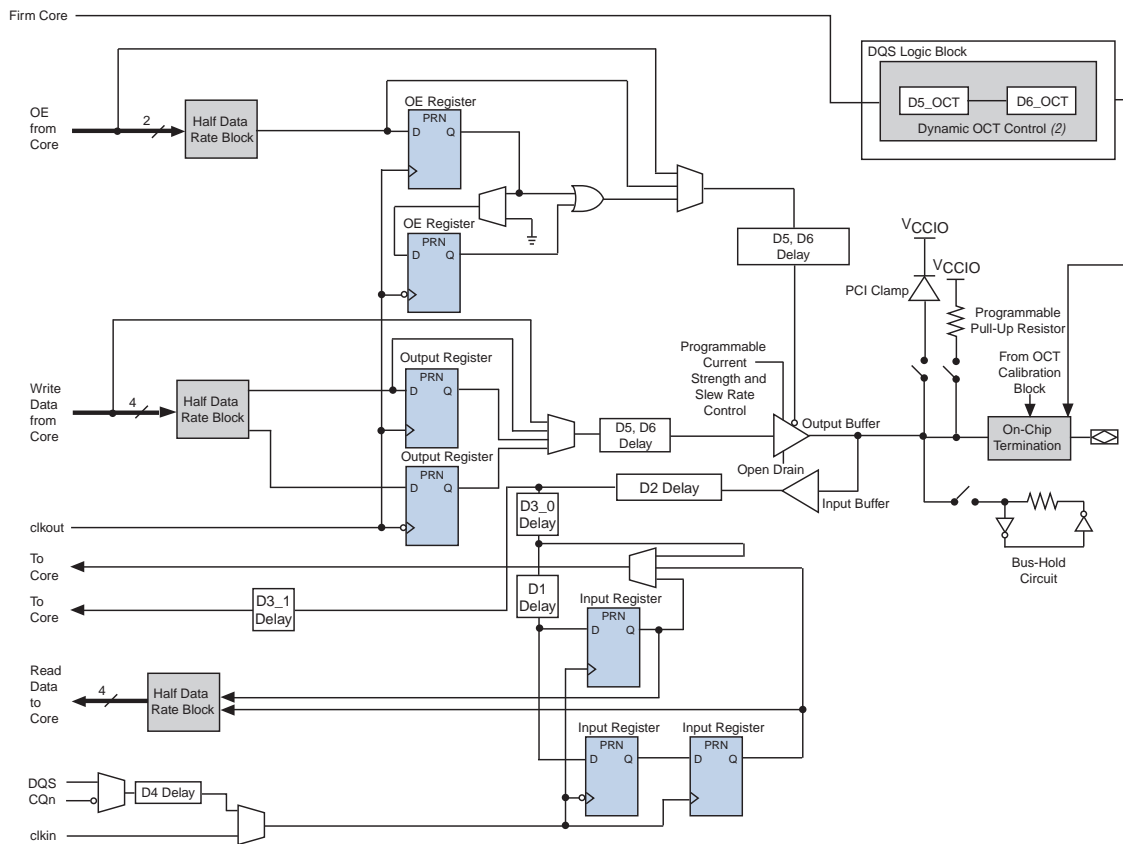 Firm Core
DQS Logic Block
D5_OCT
D6_OCT
Dynamic OCT Control (2)
OE
from
Core
2
Half Data
Rate Block
OE Register
PRN
D
Q
OE Register
PRN
D
Q
D5, D6
Delay
VCCIO
VCCIO
PCI Clamp
Programmable
Pull-Up Resistor
Programmable
Current
Strength and
Slew Rate
Control
From OCT
Calibration
Block
Write
Data
from
Core
4
Half Data
Rate Block
Output Register
PRN
D
Q
Output Register
PRN
D
Q
D5, D6
Delay
Output Buffer
Open Drain
On-Chip
Termination
D2 Delay
Input Buffer
clkout
D3_0
Delay
Bus-Hold
Circuit
To
Core
D1
Delay
To
Core
D3_1
Delay
Input Register
PRN
D
Q
Read
Data
to
Core
4
Half Data
Rate Block
Input Register
PRN
D
Q
Input Register
PRN
D
Q
DQS
CQn
D4 Delay
clkin